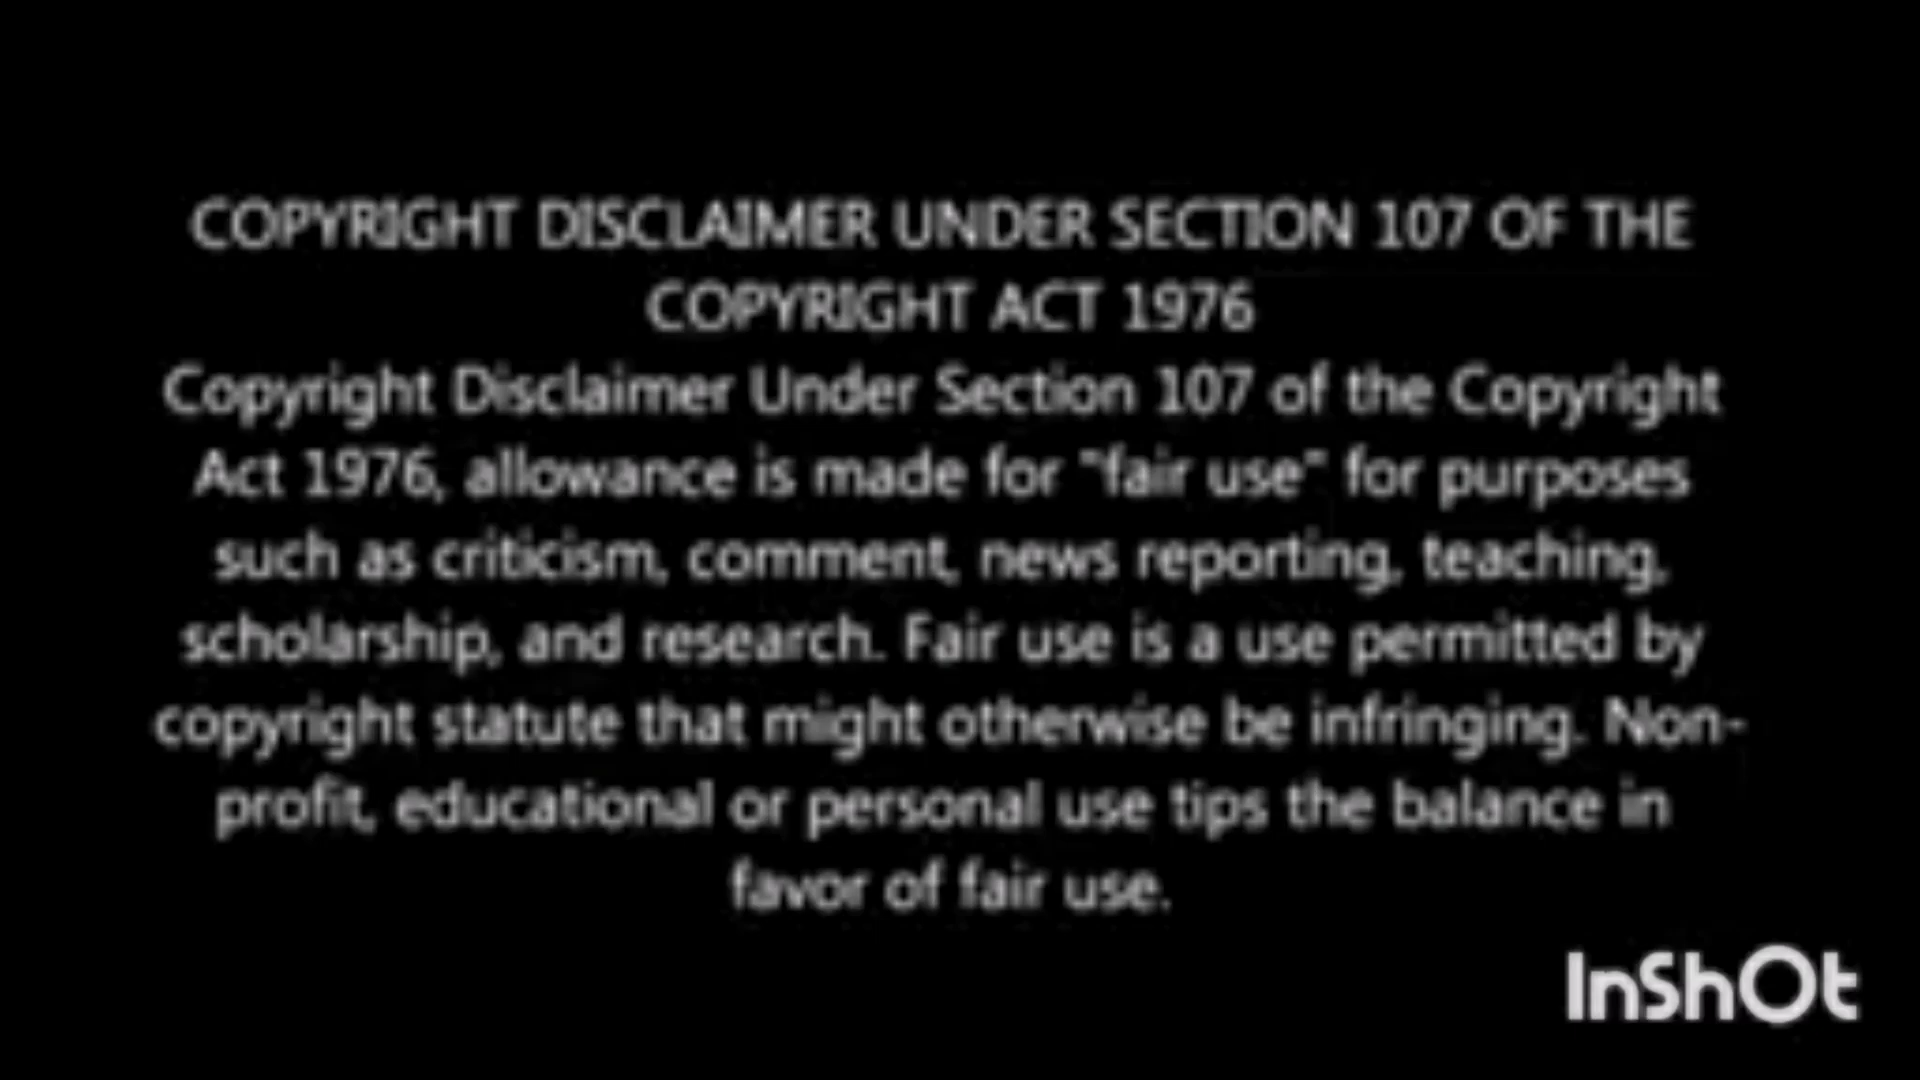 COPYRIGHT DISCLAIMER UNDER SECTION 107 OF THE
COPYRIGHT ACT 1976
Copyright Disclaimer Under Section 107 of the Copyright
Act 1976, allowance is made for "fair use" for purposes
such as criticism, comment, news reporting, teaching,
scholarship, and research. Fair use is a use permitted by
copyright statute that might otherwise be infringing. Non-
profit, educational or personal use tips the balance in
favor of fair use.
InShOt